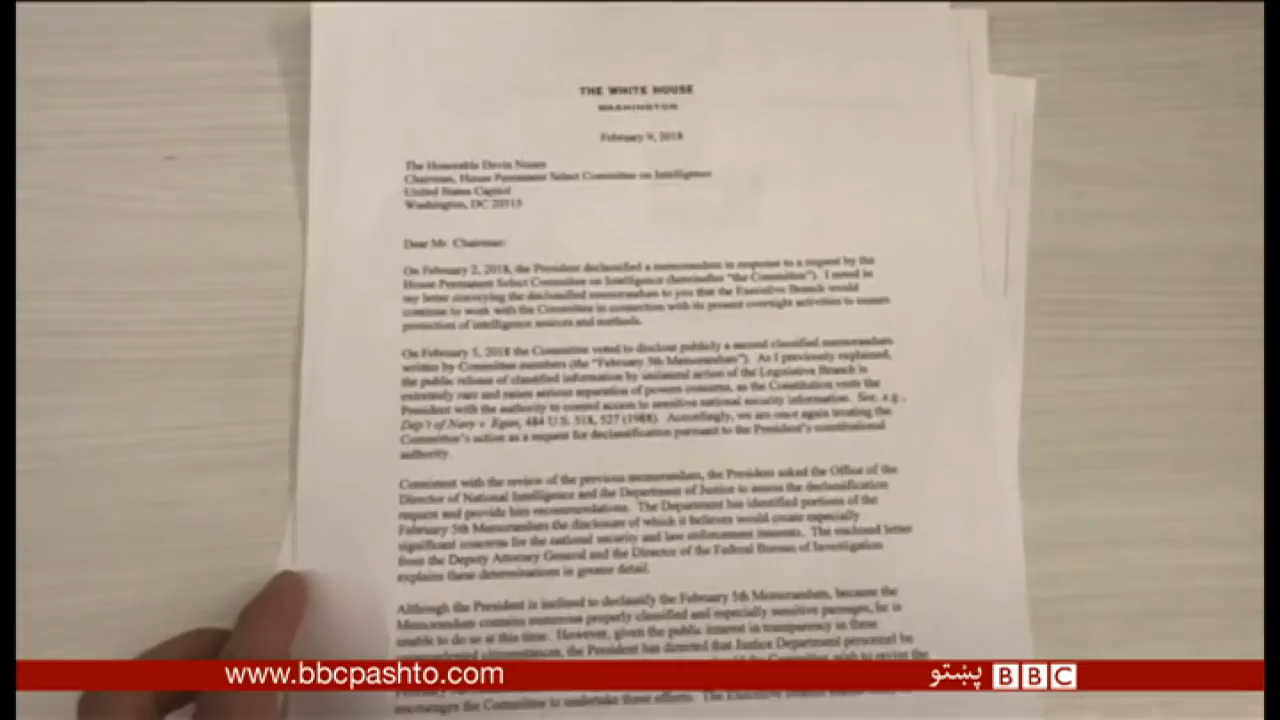 THE WHITE HOUSE
WASHINGTON
February 9, 2018
The Honorable Devin Nunes
Chairman, House Permanent Select Committee on Intelligence
United States Capitol
Washington, DC 20515
Dear Mr. Chairman:
On February 2, 2018, the President declassified a memorandum in response to a request by the
House Permanent Select Committee on Intelligence (hereinafter "the Committee"). I noted in
my letter conveying the declassified memorandum to you that the Executive Branch would
continue to work with the Committee in connection with its present oversight activities to ensure
protection of intelligence sources and methods.
On February 5, 2018 the Committee voted to disclose publicly a second classified memorandum
written by Committee members (the "February 5th Memorandum"). As I previously explained,
the public release of classified information by unilateral action of the Legislative Branch is
extremely rare and raises serious separation of powers concerns, as the Constitution vests the
President with the authority to control access to sensitive national security information. See, e.g.,
Dep't of Navy v. Egan, 484 U.S. 518, 527 (1988). Accordingly, we are once again treating the
Committee's action as a request for declassification pursuant to the President's constitutional
authority.
Consistent with the review of the previous memorandum, the President asked the Office of the
Director of National Intelligence and the Department of Justice to assess the declassification
request and provide him recommendations. The Department has identified portions of the
February 5th Memorandum the disclosure of which it believes would create especially
significant concerns for the national security and law enforcement interests. The enclosed letter
from the Deputy Attorney General and the Director of the Federal Bureau of Investigation
explains these determinations in greater detail.
Although the President is inclined to declassify the February 5th Memorandum, because the
Memorandum contains numerous properly classified and especially sensitive passages, he is
unable to do so at this time. However, given the public interest in transparency in these
circumstances, the President has directed that Justice Department personnel be
encourages the Committee to undertake these efforts. The Executive Branch
www.bbcpashto.com
پښتو BBC